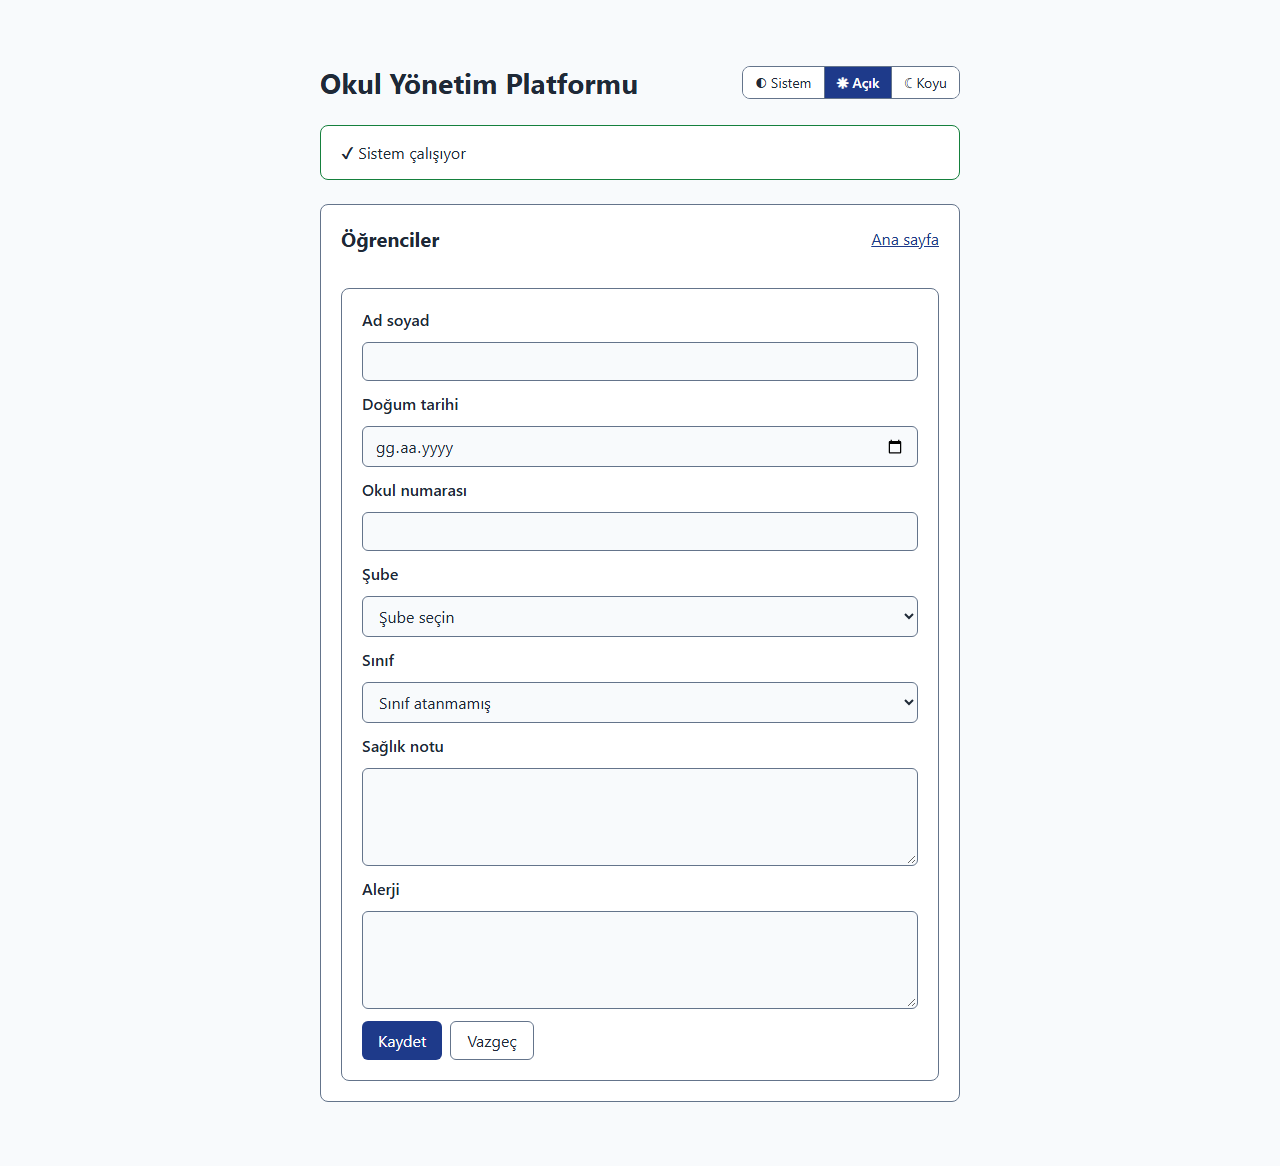 Okul Yönetim Platformu
◐ Sistem
❋ Açık
☾ Koyu
✓ Sistem çalışıyor
Öğrenciler
Ana sayfa
Ad soyad
Doğum tarihi
gg.aa.yyyy
Okul numarası
Şube
Şube seçin
Sınıf
Sınıf atanmamış
Sağlık notu
Alerji
Kaydet
Vazgeç